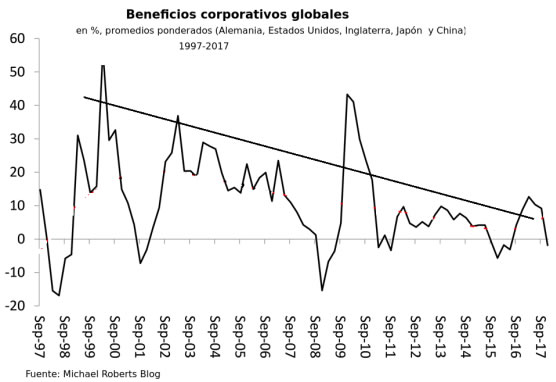 Beneficios corporativos globales
en %, promedios ponderados (Alemania, Estados Unidos, Inglaterra, Japón y China)
1997-2017
60
50
40
30
20
10
0
-10
-20
Sep-97
Sep-98
Sep-99
Sep-00
Sep-01
Sep-02
Sep-03
Sep-04
Sep-05
Sep-06
Sep-07
Sep-08
Sep-09
Sep-10
Sep-11
Sep-12
Sep-13
Sep-14
Sep-15
Sep-16
Sep-17
Fuente: Michael Roberts Blog